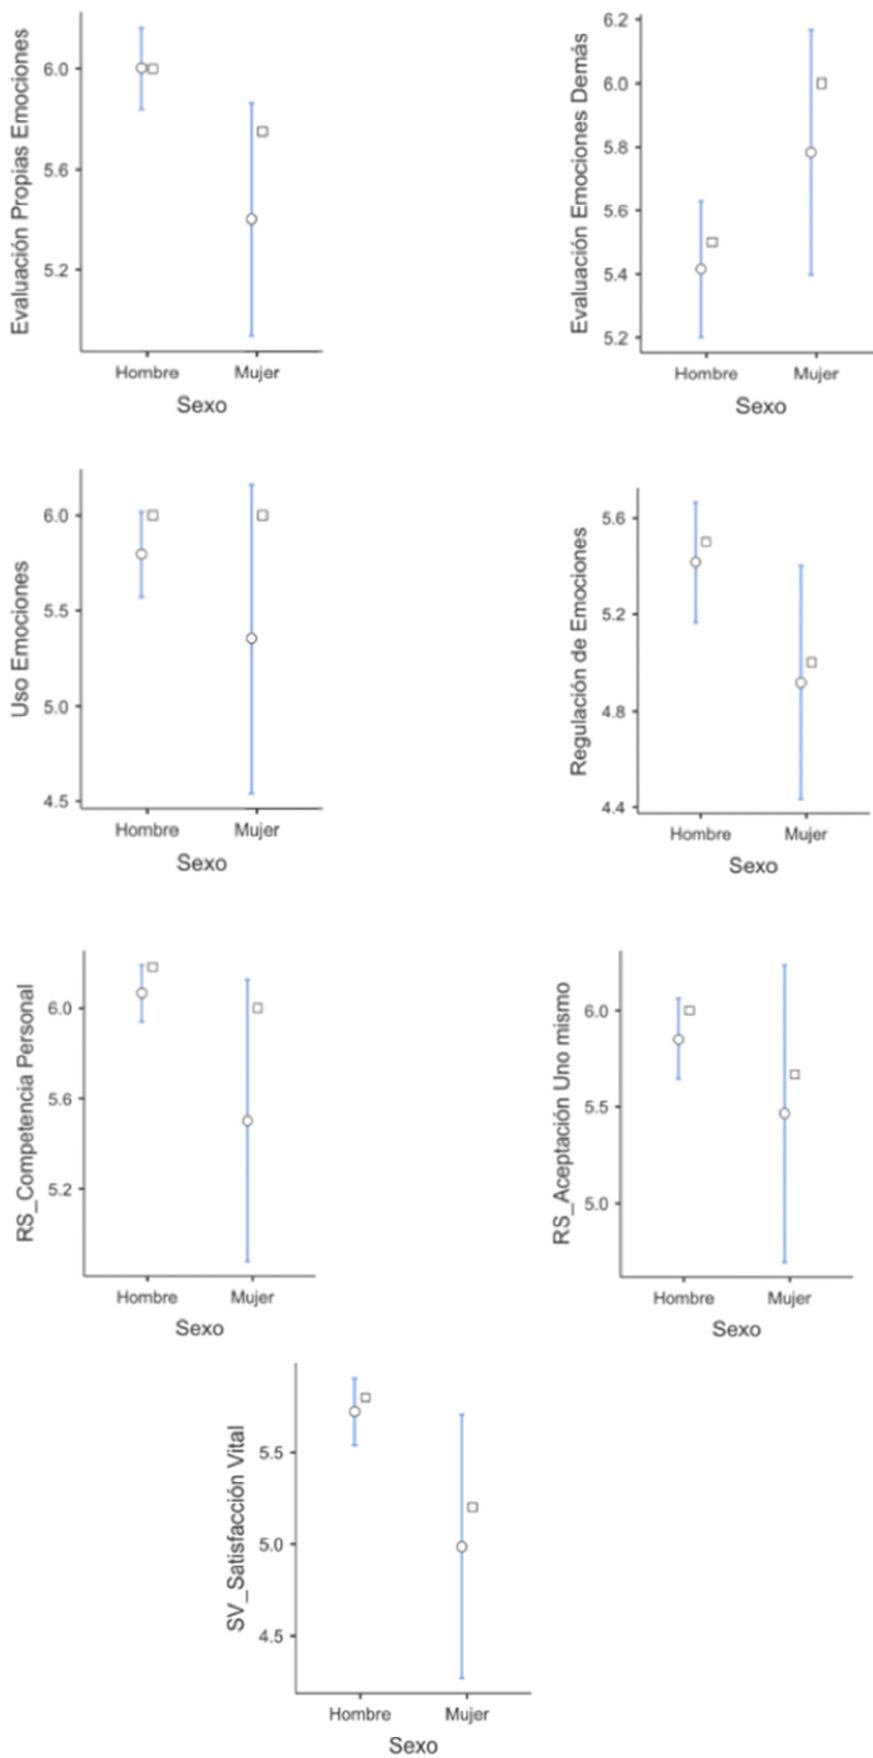 Evaluación Propias Emociones
6.0
5.6
5.2
Hombre Mujer
Sexo
Evaluación Emociones Demás
6.2
6.0
5.8
5.6
5.4
5.2
Hombre Mujer
Sexo
Uso Emociones
6.0
5.5
5.0
4.5
Hombre Mujer
Sexo
Regulación de Emociones
5.6
5.2
4.8
4.4
Hombre Mujer
Sexo
RS_Competencia Personal
6.0
5.6
5.2
Hombre Mujer
Sexo
RS_Aceptación Uno mismo
6.0
5.5
5.0
Hombre Mujer
Sexo
SV_Satisfacción Vital
5.5
5.0
4.5
Hombre Mujer
Sexo